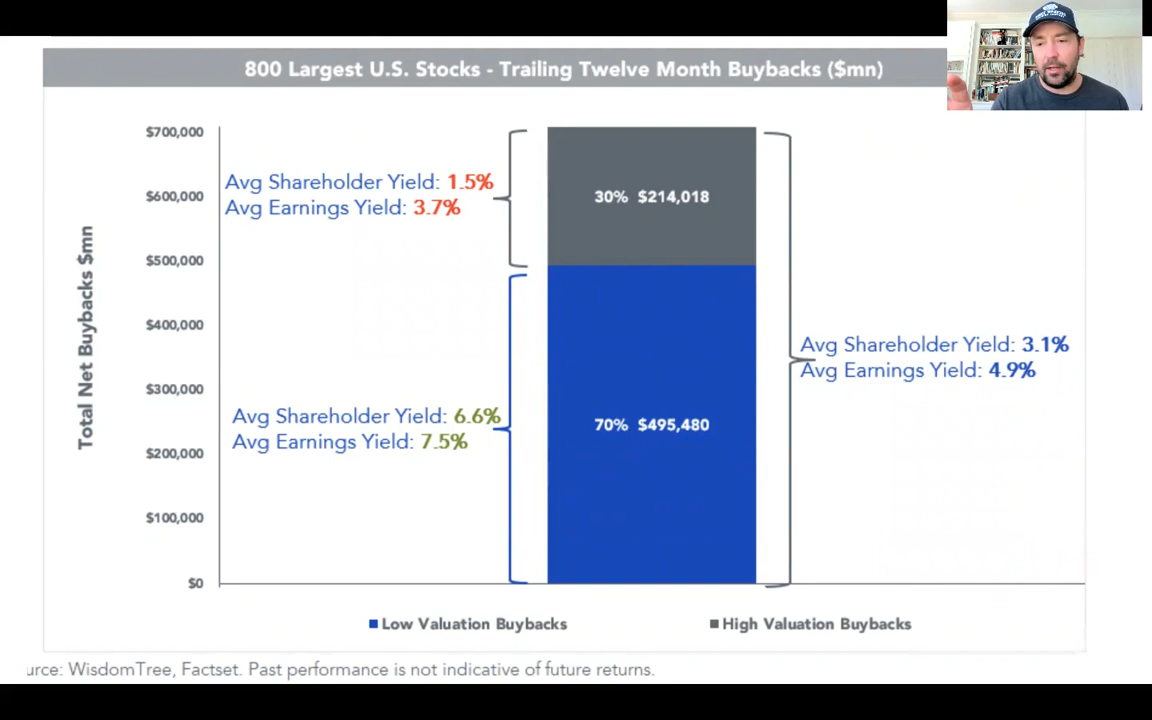 800 Largest U.S. Stocks - Trailing Twelve Month Buybacks ($mn)
Total Net Buybacks $mn
$700,000
$600,000
$500,000
$400,000
$300,000
$200,000
$100,000
$0
Avg Shareholder Yield: 1.5%
Avg Earnings Yield: 3.7%
30% $214,018
Avg Shareholder Yield: 3.1%
Avg Earnings Yield: 4.9%
Avg Shareholder Yield: 6.6%
Avg Earnings Yield: 7.5%
70% $495,480
Low Valuation Buybacks
High Valuation Buybacks
urce: WisdomTree, Factset. Past performance is not indicative of future returns.